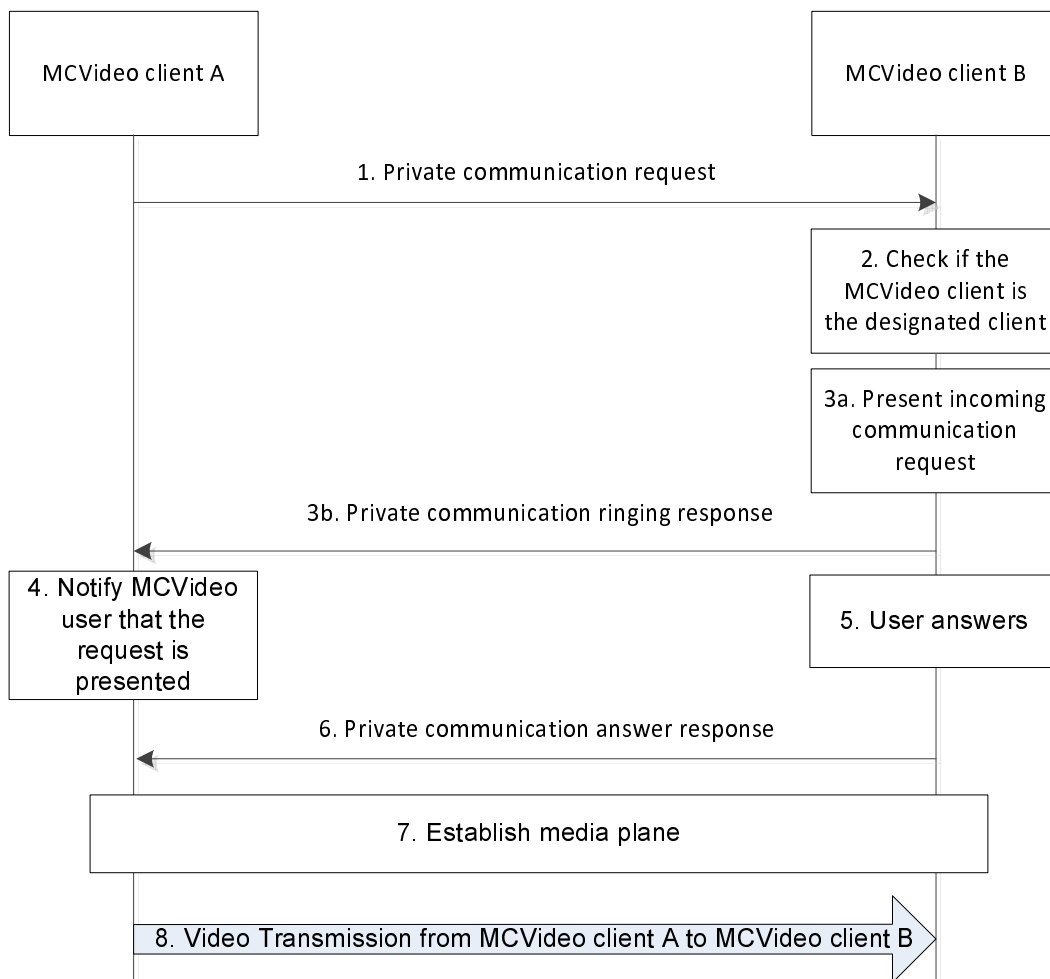 MCVideo client A
MCVideo client B
1. Private communication request
2. Check if the
MCVideo client is
the designated client
3a. Present incoming
communication
request
3b. Private communication ringing response
4. Notify MCVideo
user that the
request is
presented
5. User answers
6. Private communication answer response
7. Establish media plane
8. Video Transmission from MCVideo client A to MCVideo client B